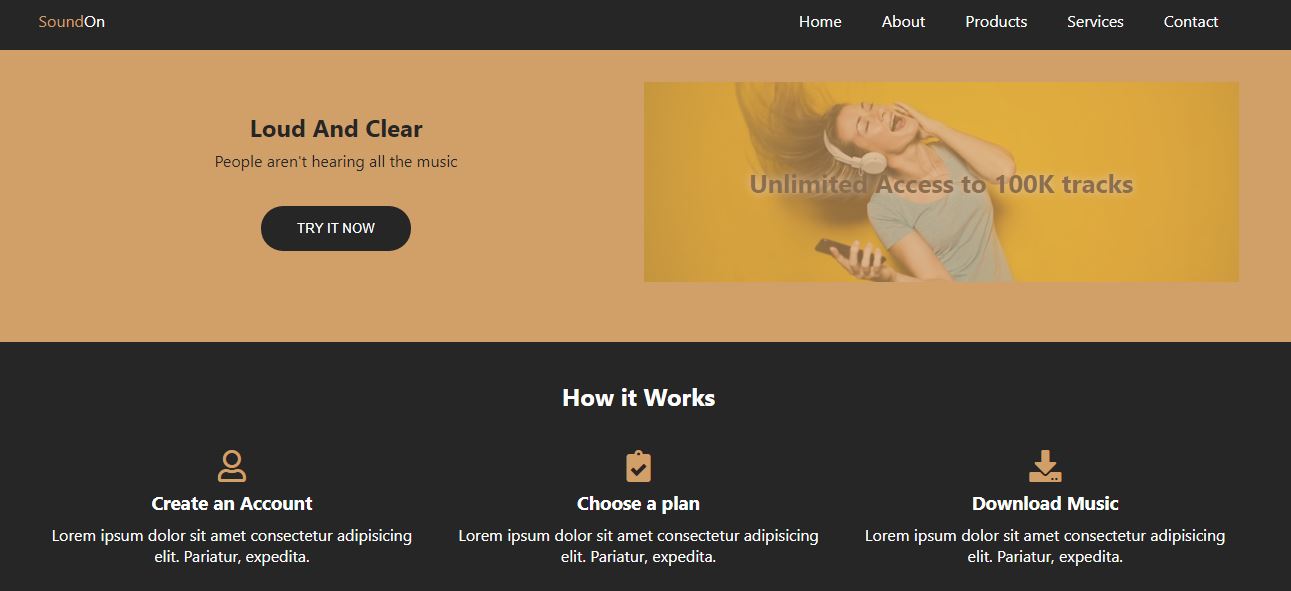 SoundOn
Home About Products Services Contact
Loud And Clear
People aren't hearing all the music
TRY IT NOW
Unlimited Access to 100K tracks
How it Works
Create an Account
Lorem ipsum dolor sit amet consectetur adipisicing
elit. Pariatur, expedita.
Choose a plan
Lorem ipsum dolor sit amet consectetur adipisicing
elit. Pariatur, expedita.
Download Music
Lorem ipsum dolor sit amet consectetur adipisicing
elit. Pariatur, expedita.